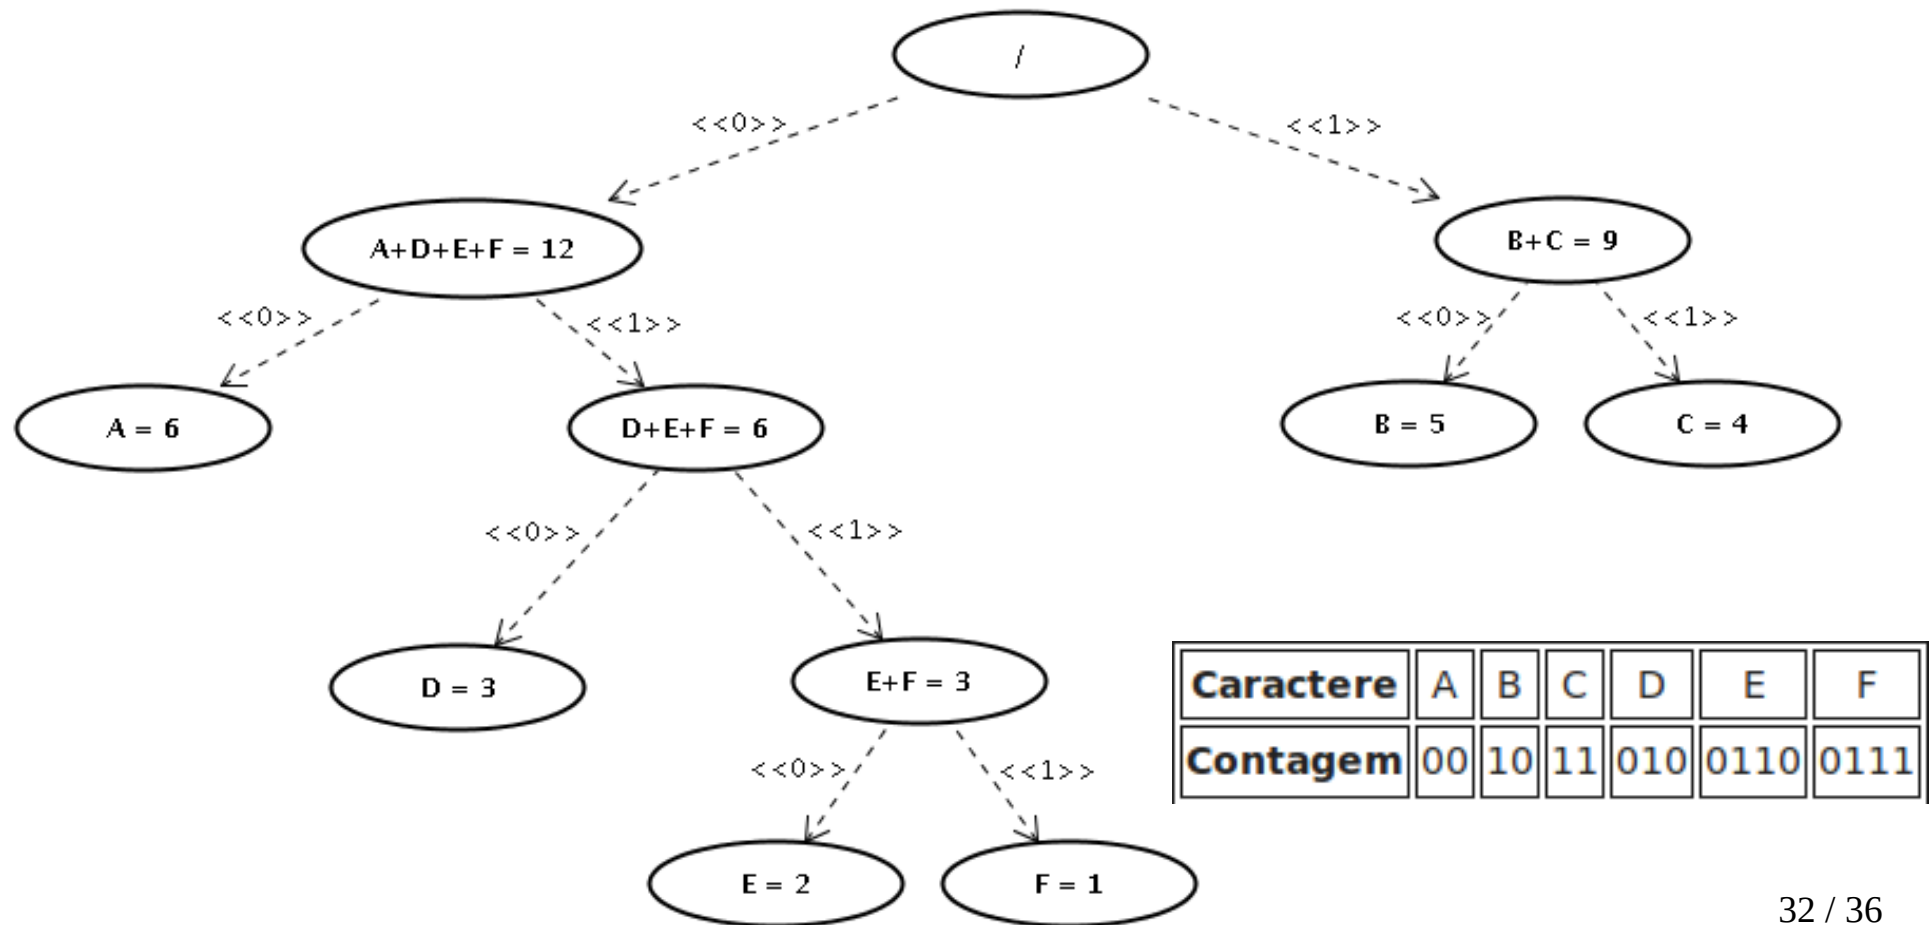 /
<<0>> <<1>>
A+D+E+F = 12 B+C = 9
<<0>> <<1>> <<0>> <<1>>
A = 6 D+E+F = 6 B = 5 C = 4
<<0>> <<1>>
D = 3 E+F = 3
Caractere A B C D E F
Contagem 00 10 11 010 0110 0111
<<0>> <<1>>
E = 2 F = 1
32 / 36